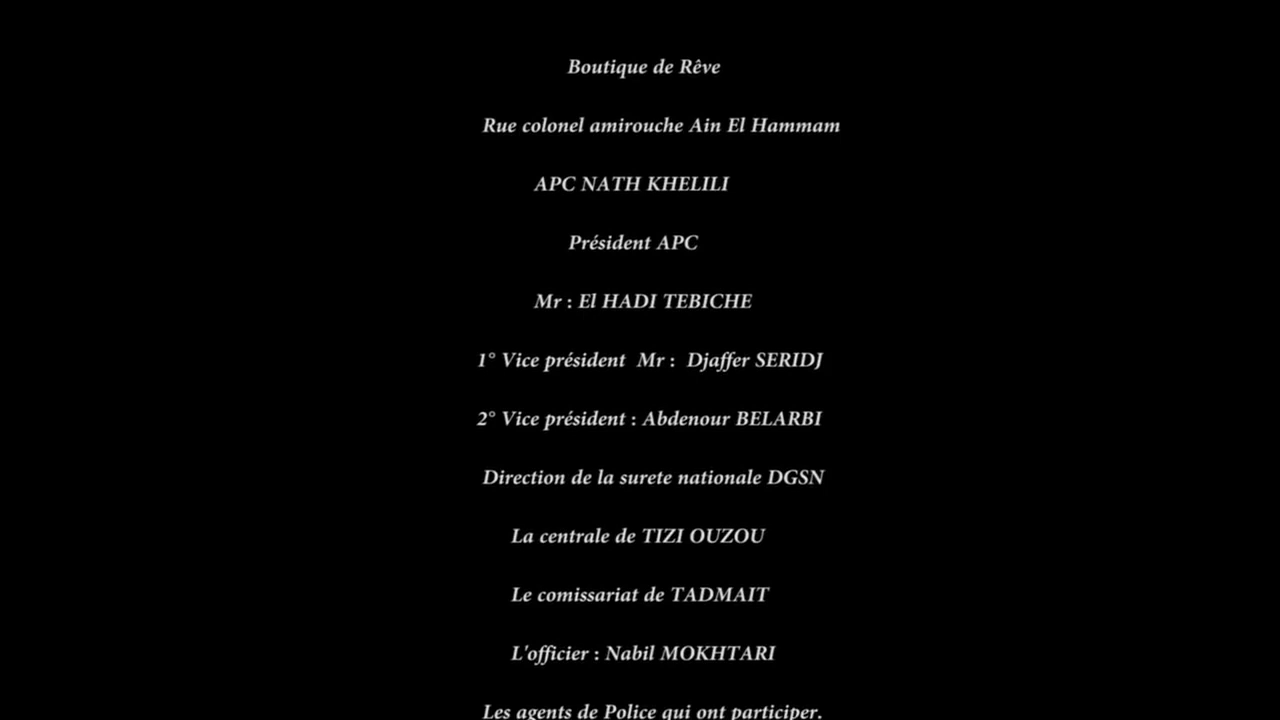 Boutique de Rêve
Rue colonel amirouche Ain El Hammam
APC NATH KHELILI
Président APC
Mr : El HADI TEBICHE
1° Vice président Mr : Djaffer SERIDJ
2° Vice président : Abdenour BELARBI
Direction de la surete nationale DGSN
La centrale de TIZI OUZOU
Le comissariat de TADMAIT
L'officier : Nabil MOKHTARI
Les agents de Police qui ont participer.